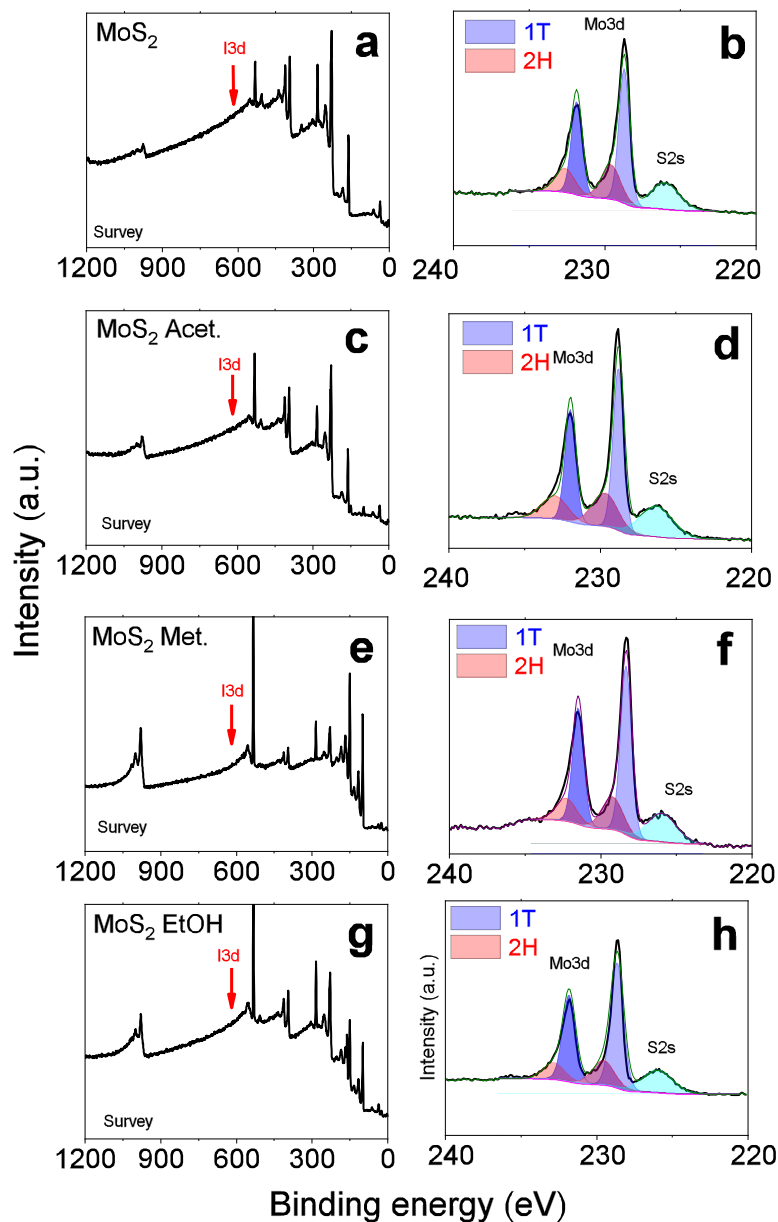 MoS2
I3d
a
Survey
1200 900 600 300 0
1T
2H
Mo3d
S2s
b
240 230 220
MoS2 Acet.
I3d
c
Survey
1200 900 600 300 0
1T
2H
Mo3d
S2s
d
240 230 220
MoS2 Met.
I3d
e
Survey
1200 900 600 300 0
1T
2H
Mo3d
S2s
f
240 230 220
MoS2 EtOH
I3d
g
Survey
1200 900 600 300 0
1T
2H
Mo3d
S2s
h
Intensity (a.u.)
240 230 220
Intensity (a.u.)
Binding energy (eV)